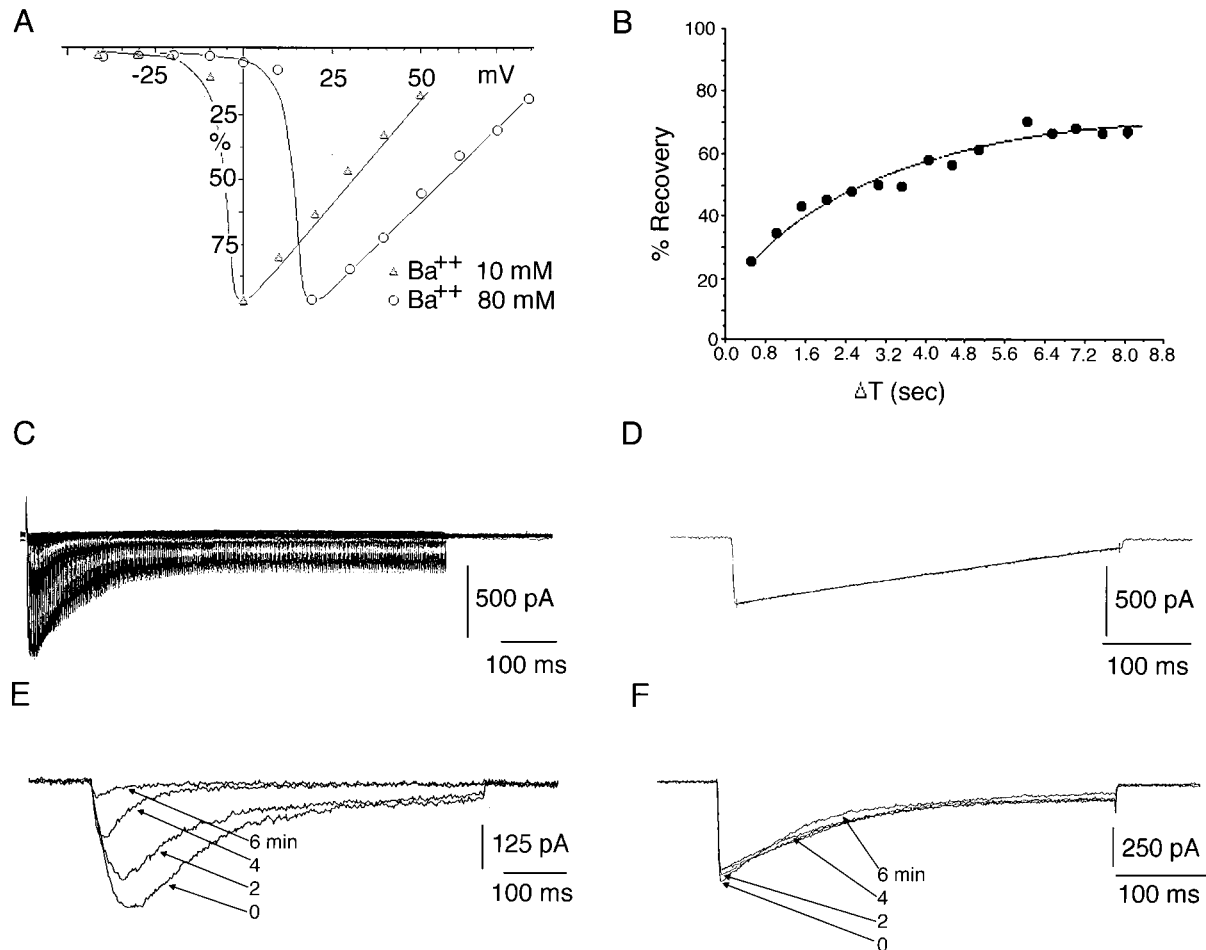 A
-25
25
50
mV
25
%
50
75
△ Ba++ 10 mM
○ Ba++ 80 mM
B
100
80
60
40
20
0
% Recovery
0.0 0.8 1.6 2.4 3.2 4.0 4.8 5.6 6.4 7.2 8.0 8.8
ΔT (sec)
C
500 pA
100 ms
D
500 pA
100 ms
E
6 min
4
2
0
125 pA
100 ms
F
6 min
4
2
0
250 pA
100 ms